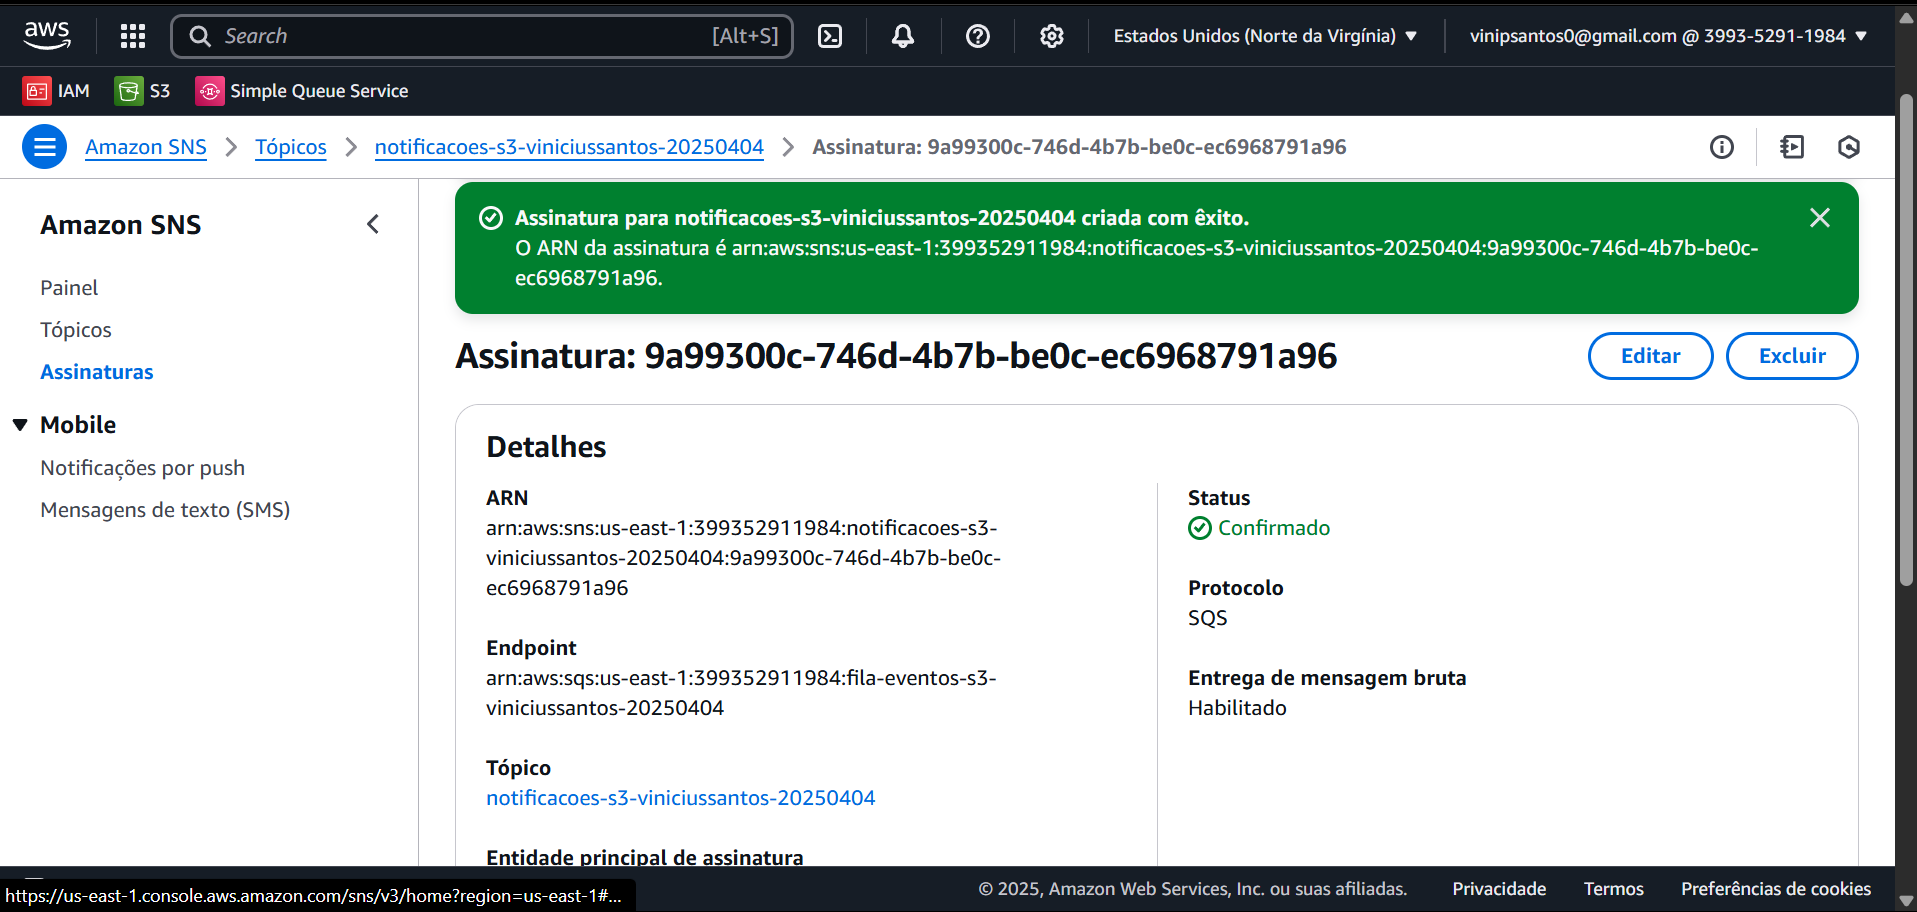 aws
Search
[Alt+S]
Estados Unidos (Norte da Virgínia)
vinipsantos0@gmail.com @ 3993-5291-1984
IAM
S3
Simple Queue Service
Amazon SNS
Tópicos
notificacoes-s3-viniciussantos-20250404
Assinatura: 9a99300c-746d-4b7b-be0c-ec6968791a96
Amazon SNS
Painel
Tópicos
Assinaturas
Mobile
Notificações por push
Mensagens de texto (SMS)
Assinatura para notificacoes-s3-viniciussantos-20250404 criada com êxito.
O ARN da assinatura é arn:aws:sns:us-east-1:399352911984:notificacoes-s3-viniciussantos-20250404:9a99300c-746d-4b7b-be0c-
ec6968791a96.
Assinatura: 9a99300c-746d-4b7b-be0c-ec6968791a96
Editar
Excluir
Detalhes
ARN
arn:aws:sns:us-east-1:399352911984:notificacoes-s3-
viniciussantos-20250404:9a99300c-746d-4b7b-be0c-
ec6968791a96
Endpoint
arn:aws:sqs:us-east-1:399352911984:fila-eventos-s3-
viniciussantos-20250404
Tópico
notificacoes-s3-viniciussantos-20250404
Entidade principal de assinatura
Status
Confirmado
Protocolo
SQS
Entrega de mensagem bruta
Habilitado
https://us-east-1.console.aws.amazon.com/sns/v3/home?region=us-east-1#...
© 2025, Amazon Web Services, Inc. ou suas afiliadas.
Privacidade
Termos
Preferências de cookies